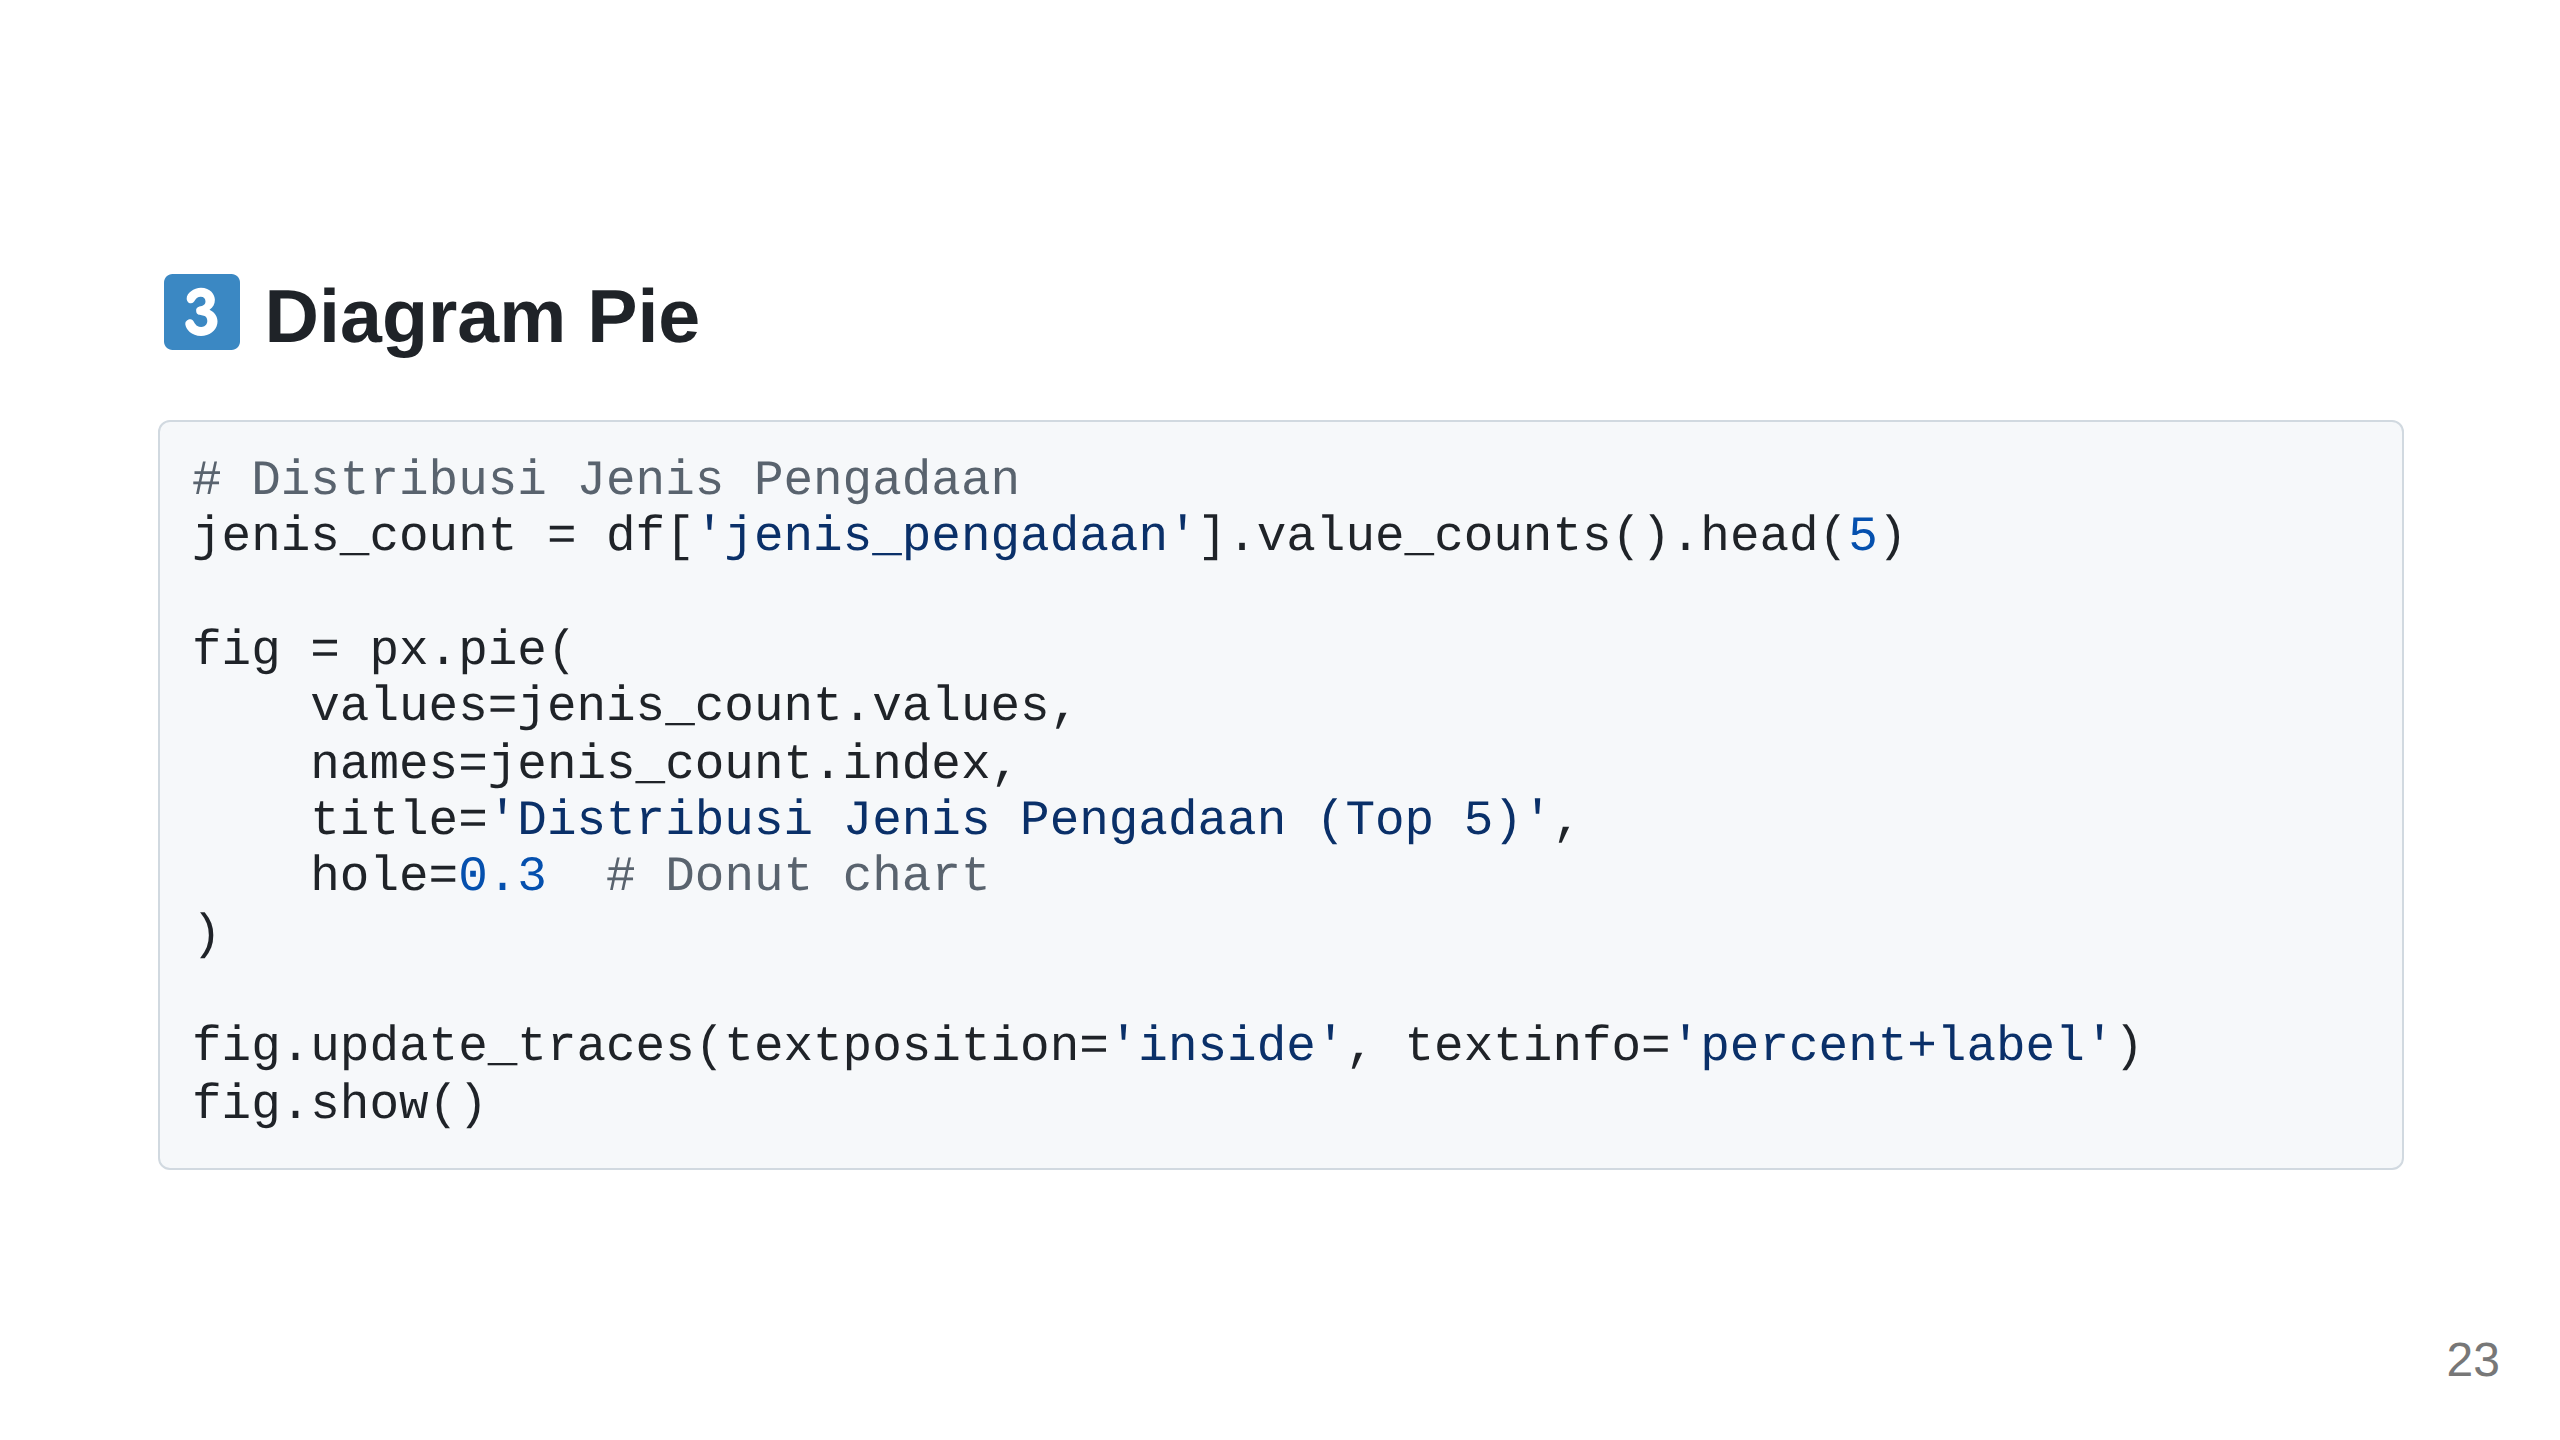 3 Diagram Pie
# Distribusi Jenis Pengadaan
jenis_count = df['jenis_pengadaan'].value_counts().head(5)

fig = px.pie(
    values=jenis_count.values,
    names=jenis_count.index,
    title='Distribusi Jenis Pengadaan (Top 5)',
    hole=0.3  # Donut chart
)

fig.update_traces(textposition='inside', textinfo='percent+label')
fig.show()
23